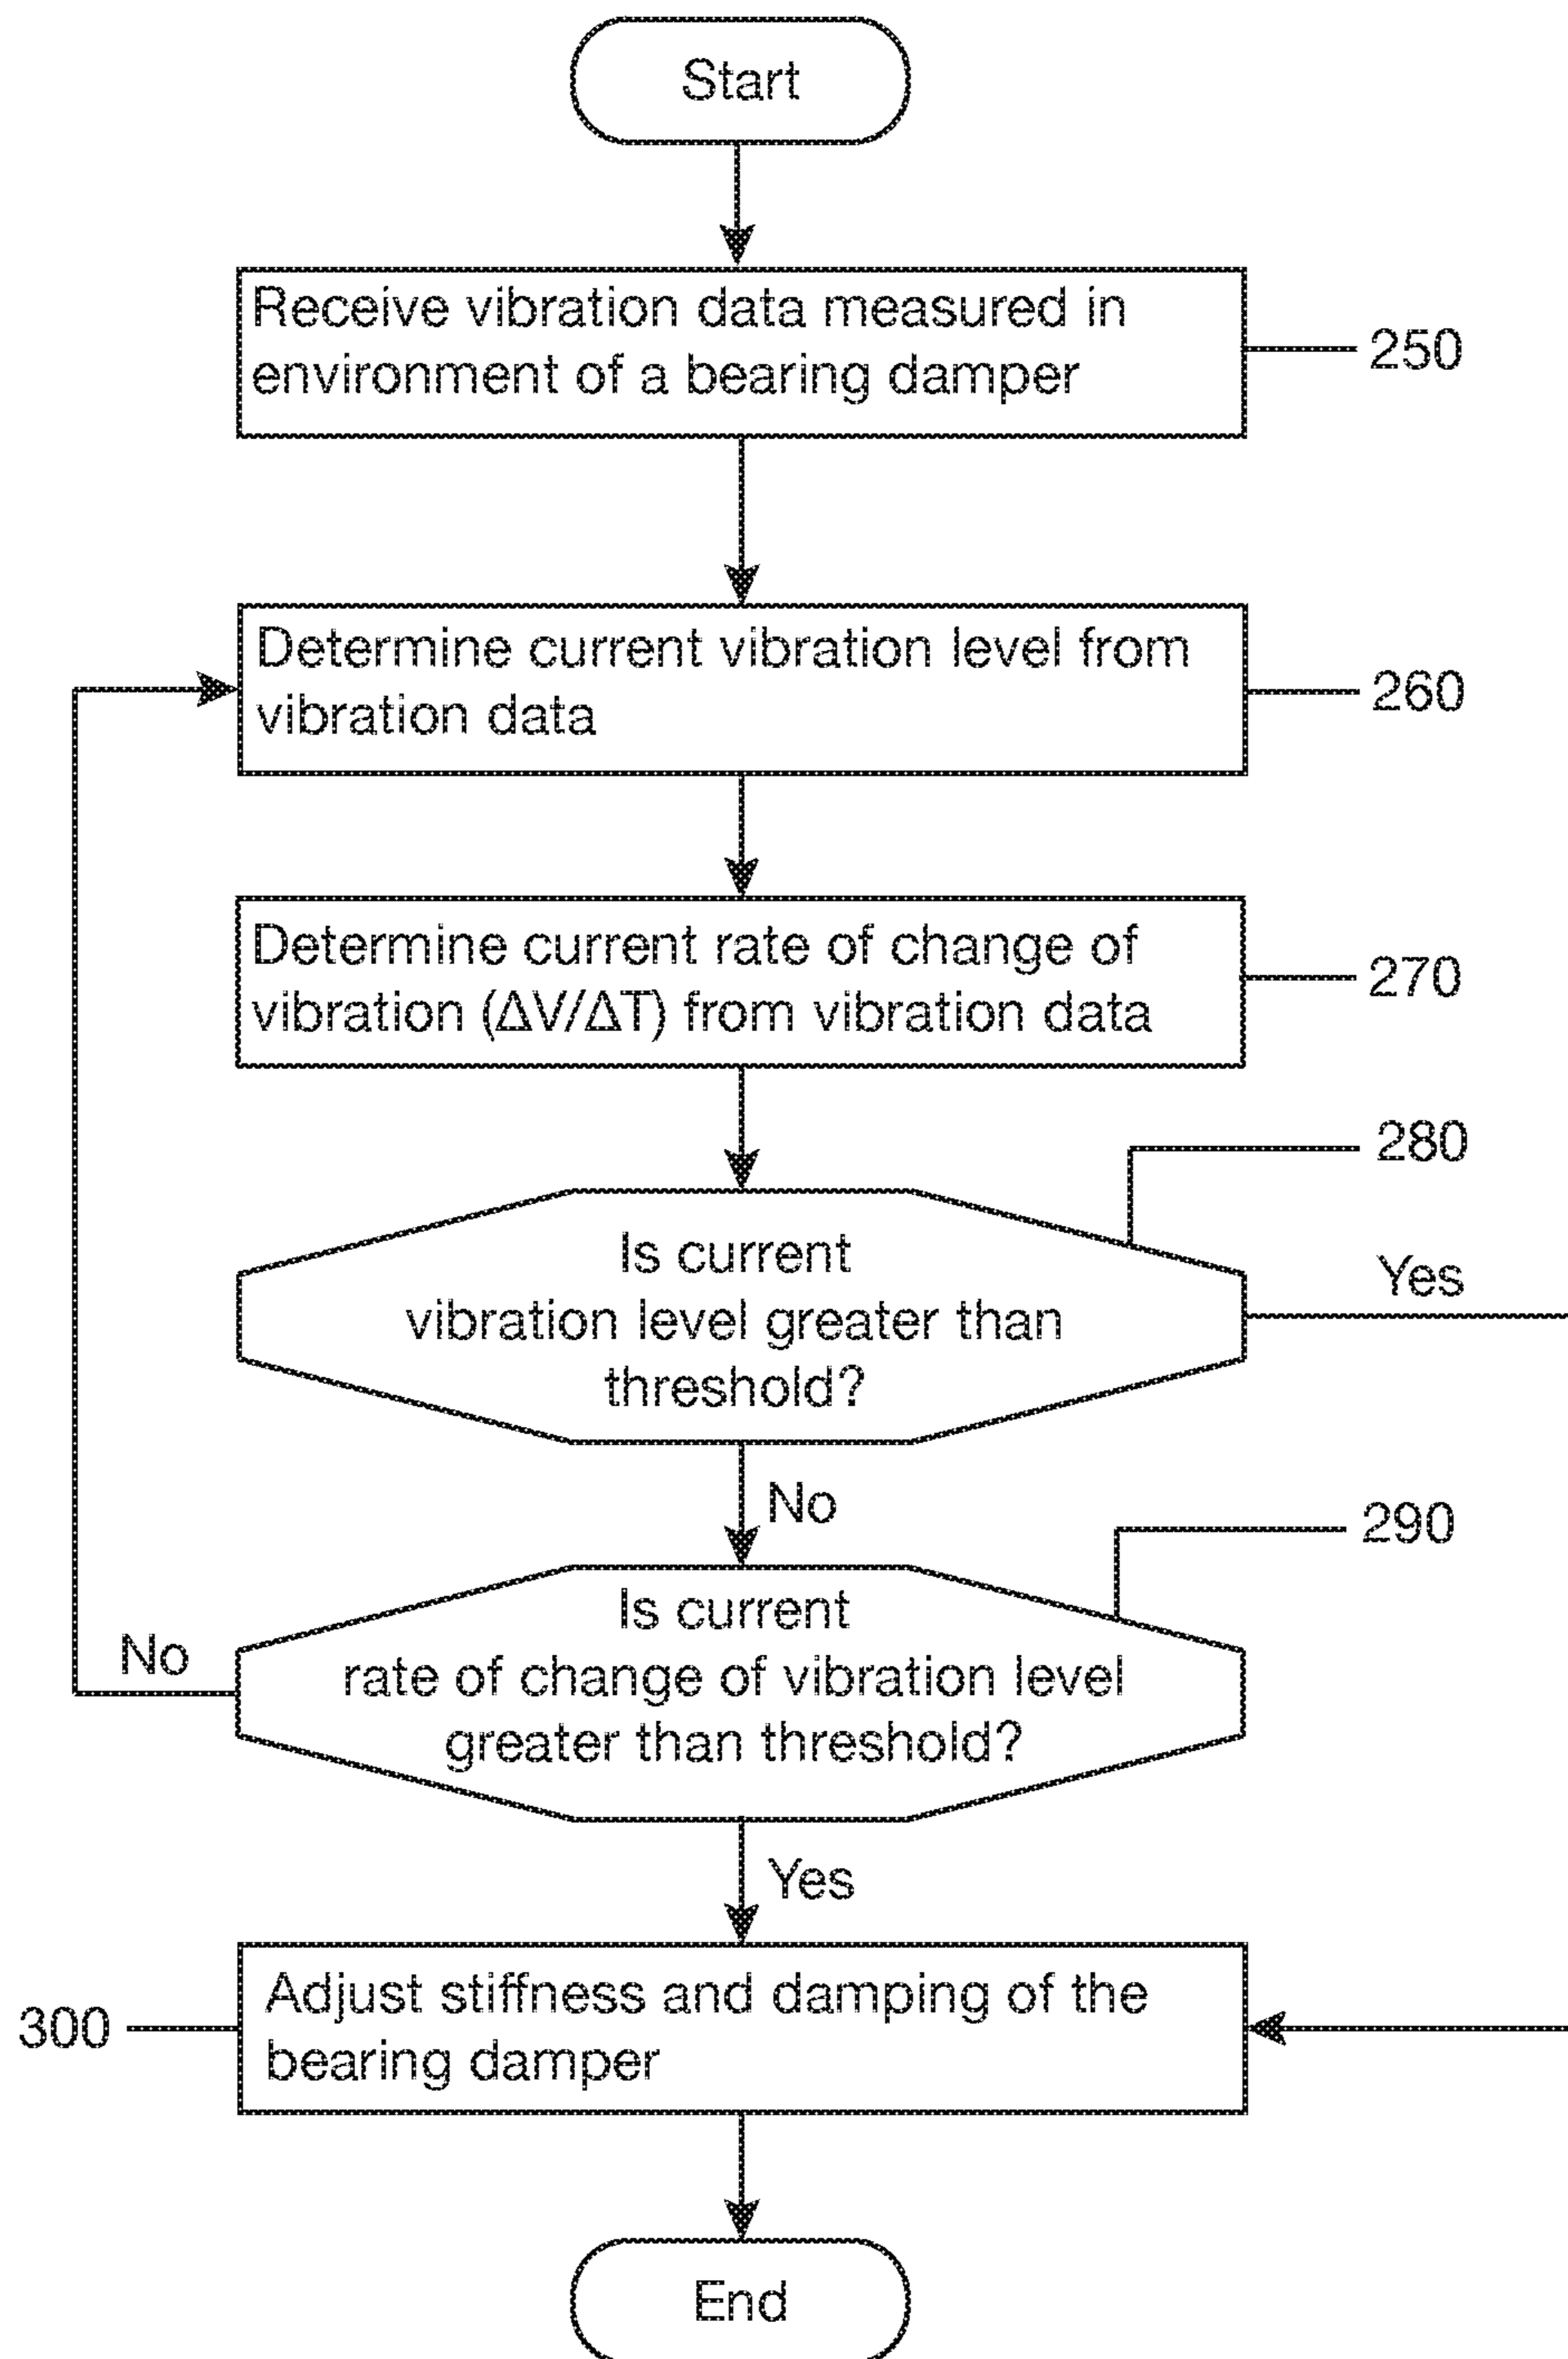 Start
Receive vibration data measured in
environment of a bearing damper
250
Determine current vibration level from
vibration data
260
Determine current rate of change of
vibration (ΔV/ΔT) from vibration data
270
280
Is current
vibration level greater than
threshold?
Yes
No
290
Is current
rate of change of vibration level
greater than threshold?
No
Yes
Adjust stiffness and damping of the
bearing damper
300
End